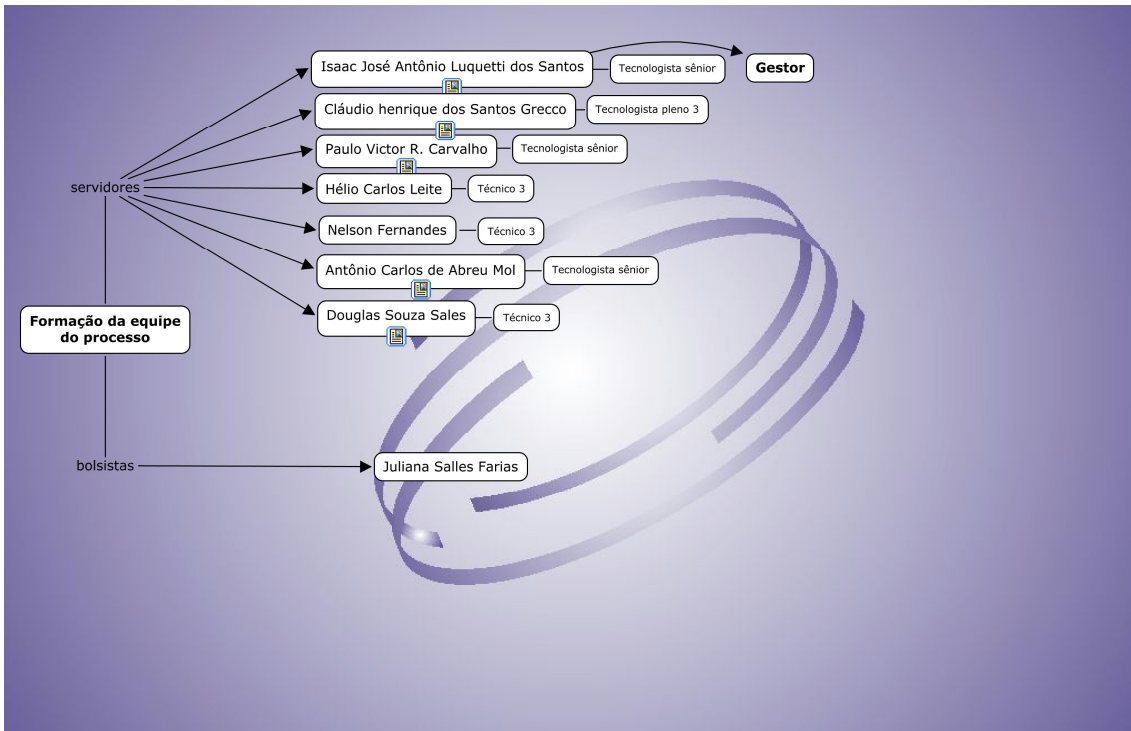 Isaac José Antônio Luquetti dos Santos
Tecnologista sênior
Gestor
Cláudio henrique dos Santos Grecco
Tecnologista pleno 3
Paulo Victor R. Carvalho
Tecnologista sênior
servidores
Hélio Carlos Leite
Técnico 3
Nelson Fernandes
Técnico 3
Antônio Carlos de Abreu Mol
Tecnologista sênior
Douglas Souza Sales
Técnico 3
Formação da equipe
do processo
bolsistas
Juliana Salles Farias